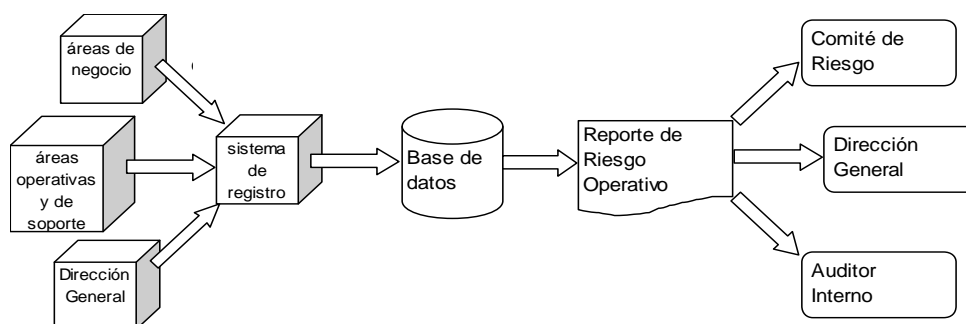 áreas de
negocio
áreas
operativas
y de
soporte
Dirección
General
sistema
de
registro
Base de
datos
Reporte de
Riesgo
Operativo
Comité de
Riesgo
Dirección
General
Auditor
Interno